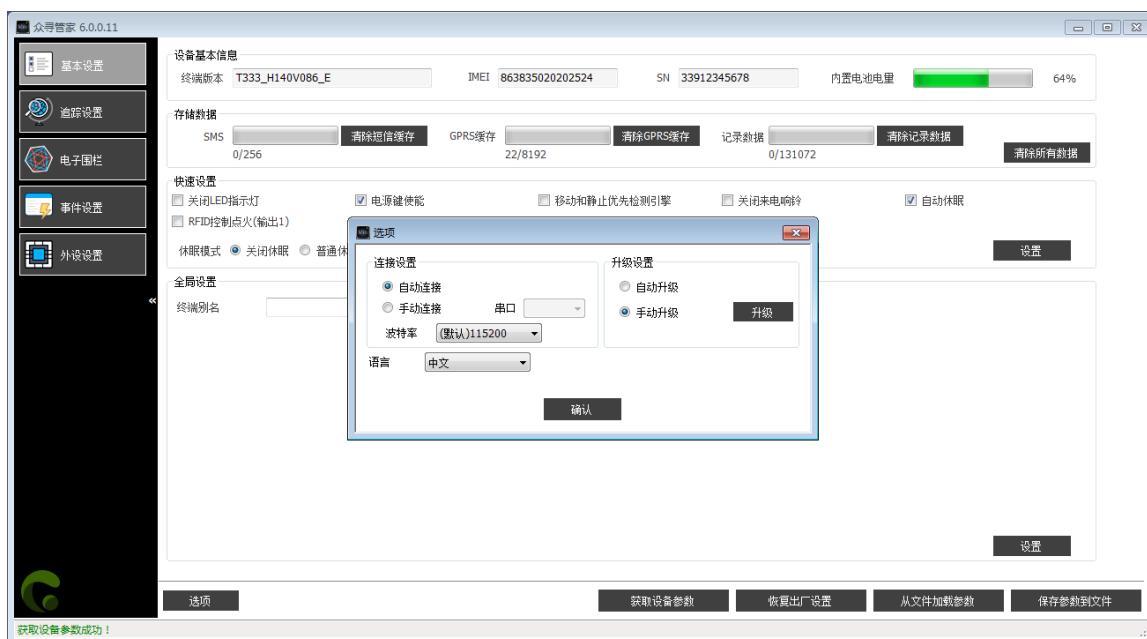 众寻管家 6.0.0.11
基本设置
追踪设置
电子围栏
事件设置
外设设置
«
设备基本信息
终端版本 T333_H140V086_E IMEI 863835020202524 SN 33912345678 内置电池电量 64%
存储数据
SMS 清除短信缓存 GPRS缓存 清除GPRS缓存 记录数据 清除记录数据
0/256 22/8192 0/131072 清除所有数据
快速设置
关闭LED指示灯 电源键使能 移动和静止优先检测引擎 关闭来电响铃 自动休眠
RFID控制点火(输出1)
休眠模式 关闭休眠 普通休 设置
全局设置
终端别名
选项
连接设置 升级设置
自动连接 自动升级
手动连接 串口 手动升级 升级
波特率 (默认)115200
语言 中文
确认
设置
选项 获取设备参数 恢复出厂设置 从文件加载参数 保存参数到文件
获取设备参数成功！